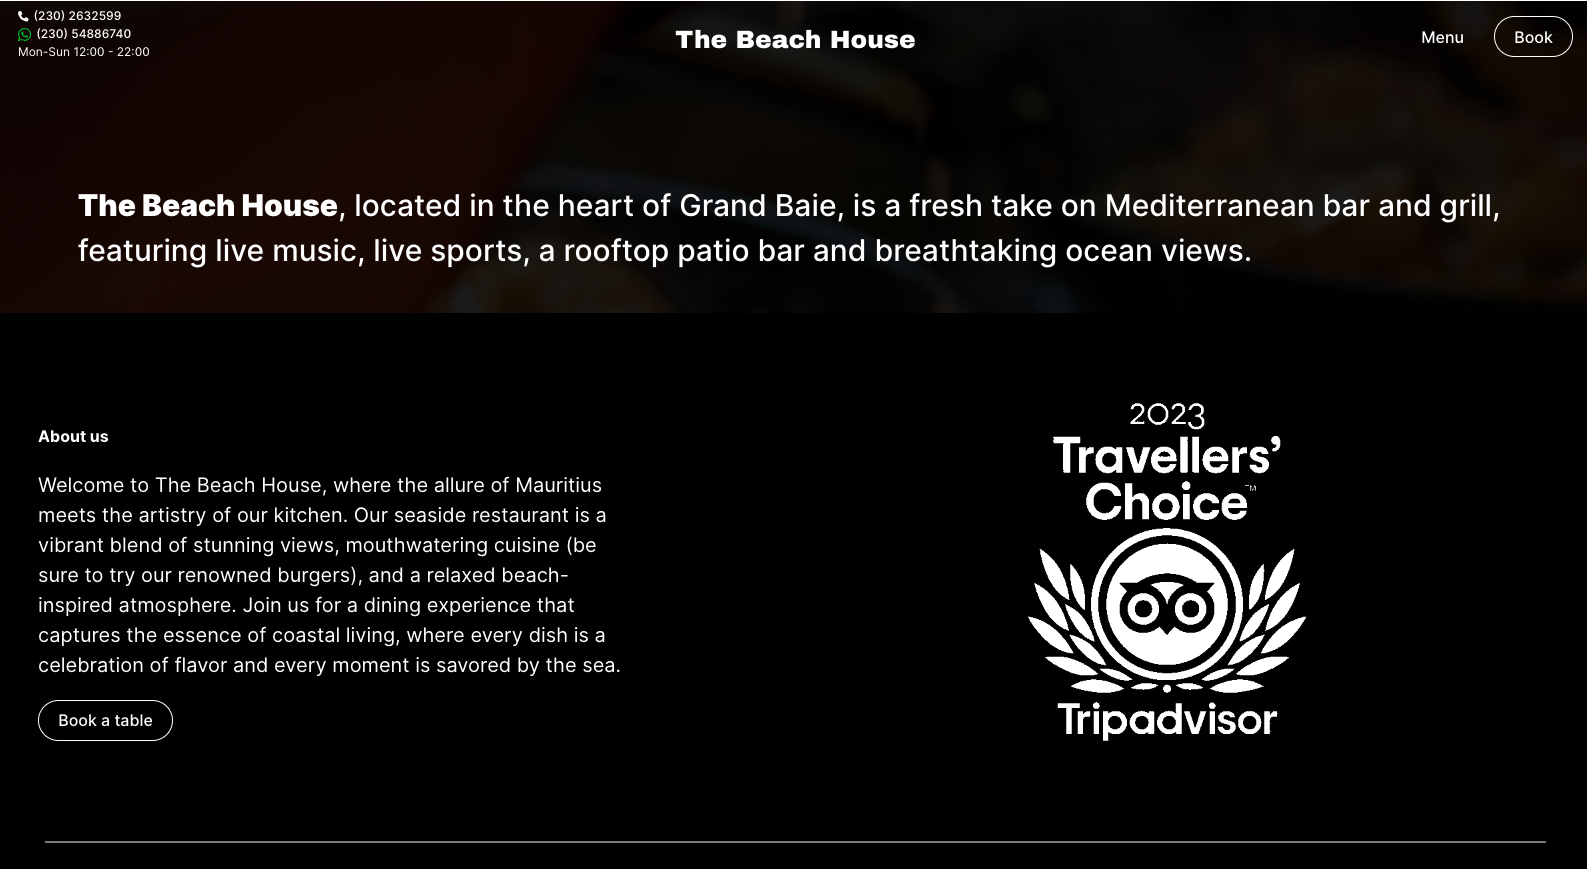 (230) 2632599
(230) 54886740
Mon-Sun 12:00 - 22:00
The Beach House
Menu
Book
The Beach House, located in the heart of Grand Baie, is a fresh take on Mediterranean bar and grill,
featuring live music, live sports, a rooftop patio bar and breathtaking ocean views.
About us
Welcome to The Beach House, where the allure of Mauritius
meets the artistry of our kitchen. Our seaside restaurant is a
vibrant blend of stunning views, mouthwatering cuisine (be
sure to try our renowned burgers), and a relaxed beach-
inspired atmosphere. Join us for a dining experience that
captures the essence of coastal living, where every dish is a
celebration of flavor and every moment is savored by the sea.
Book a table
2023
Travellers’
Choice™
Tripadvisor